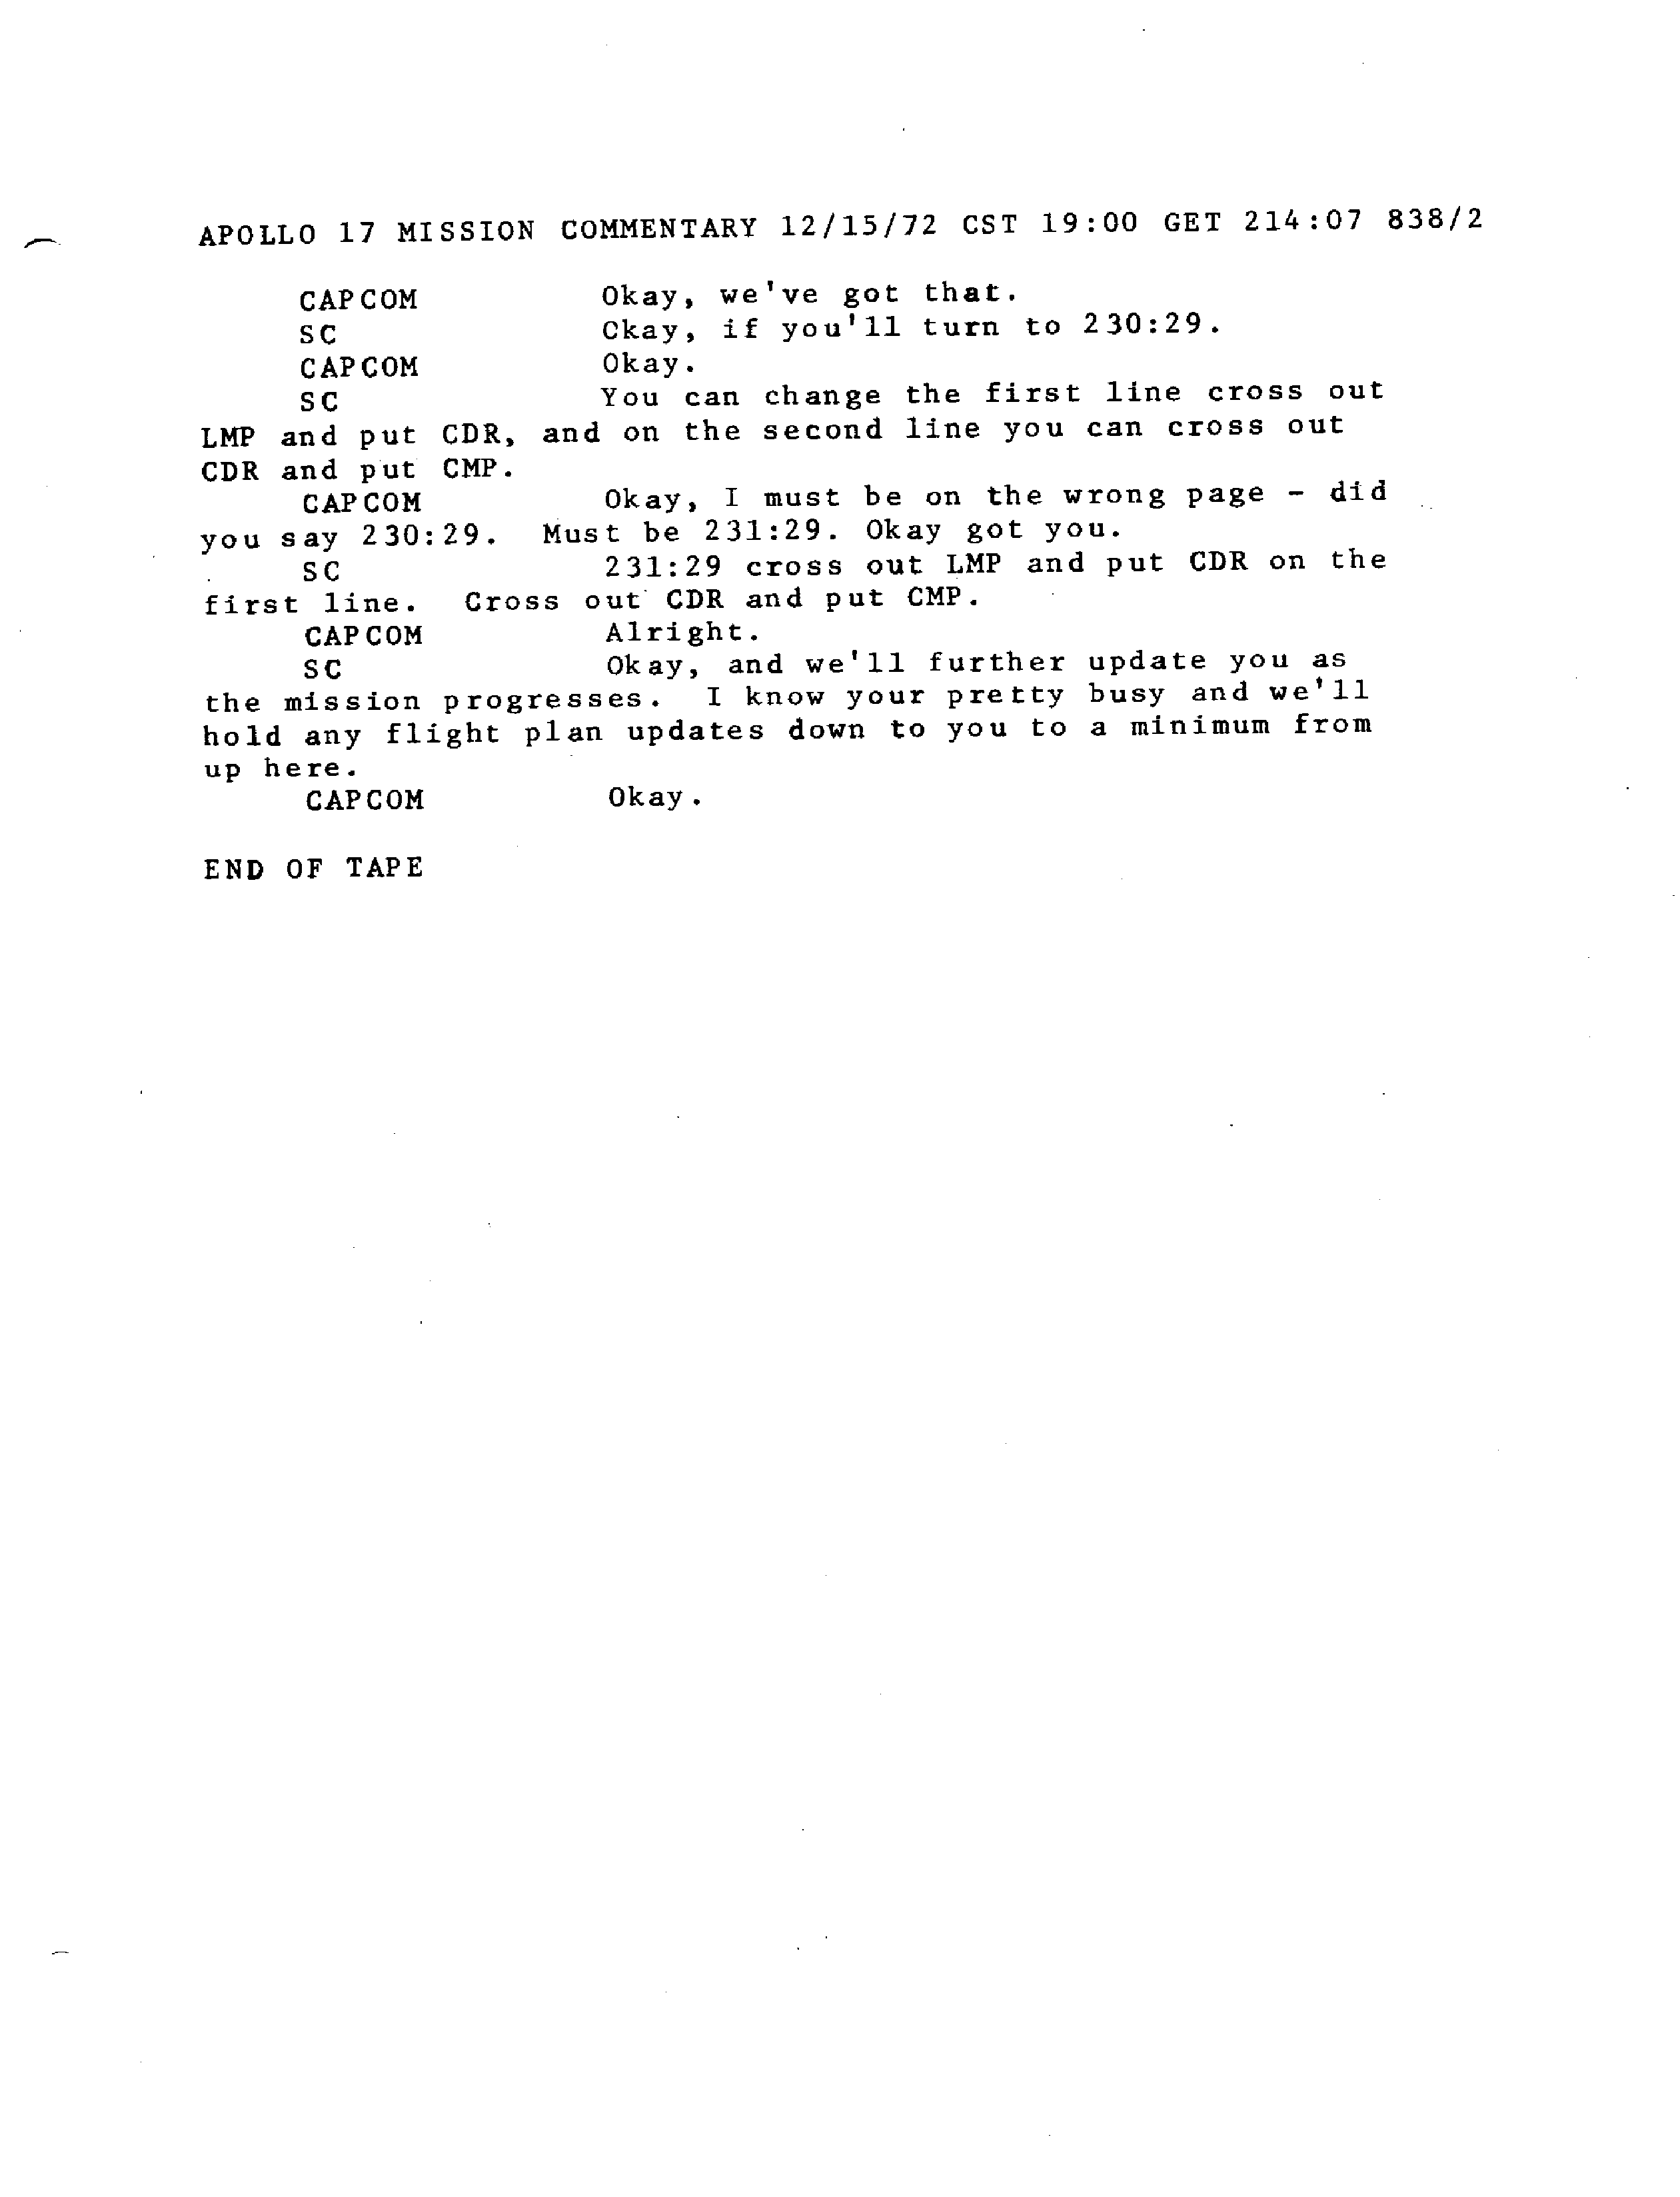 APOLLO 17 MISSION COMMENTARY 12/15/72 CST 19:00 GET 214:07 838/2
CAPCOM Okay, we've got that.
SC Ckay, if you'll turn to 230:29.
CAPCOM Okay.
SC You can change the first line cross out
LMP and put CDR, and on the second line you can cross out
CDR and put CMP.
CAPCOM Okay, I must be on the wrong page - did
you say 230:29. Must be 231:29. Okay got you.
SC 231:29 cross out LMP and put CDR on the
first line. Cross out CDR and put CMP.
CAPCOM Alright.
SC Okay, and we'll further update you as
the mission progresses. I know your pretty busy and we'll
hold any flight plan updates down to you to a minimum from
up here.
CAPCOM Okay.
END OF TAPE